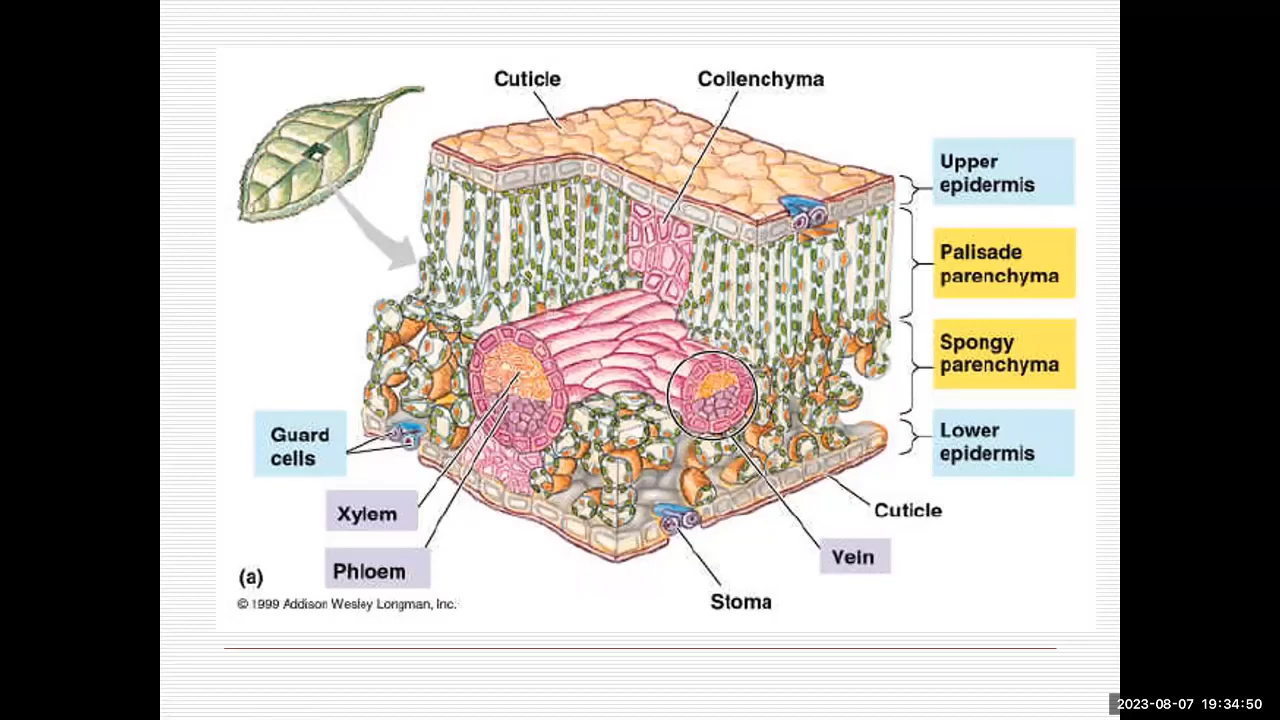 Cuticle
Collenchyma
Upper
epidermis
Palisade
parenchyma
Spongy
parenchyma
Lower
epidermis
Guard
cells
Xylem
Cuticle
Vein
Phloem
(a)
Stoma
© 1999 Addison Wesley Longman, Inc.
2023-08-07 19:34:50